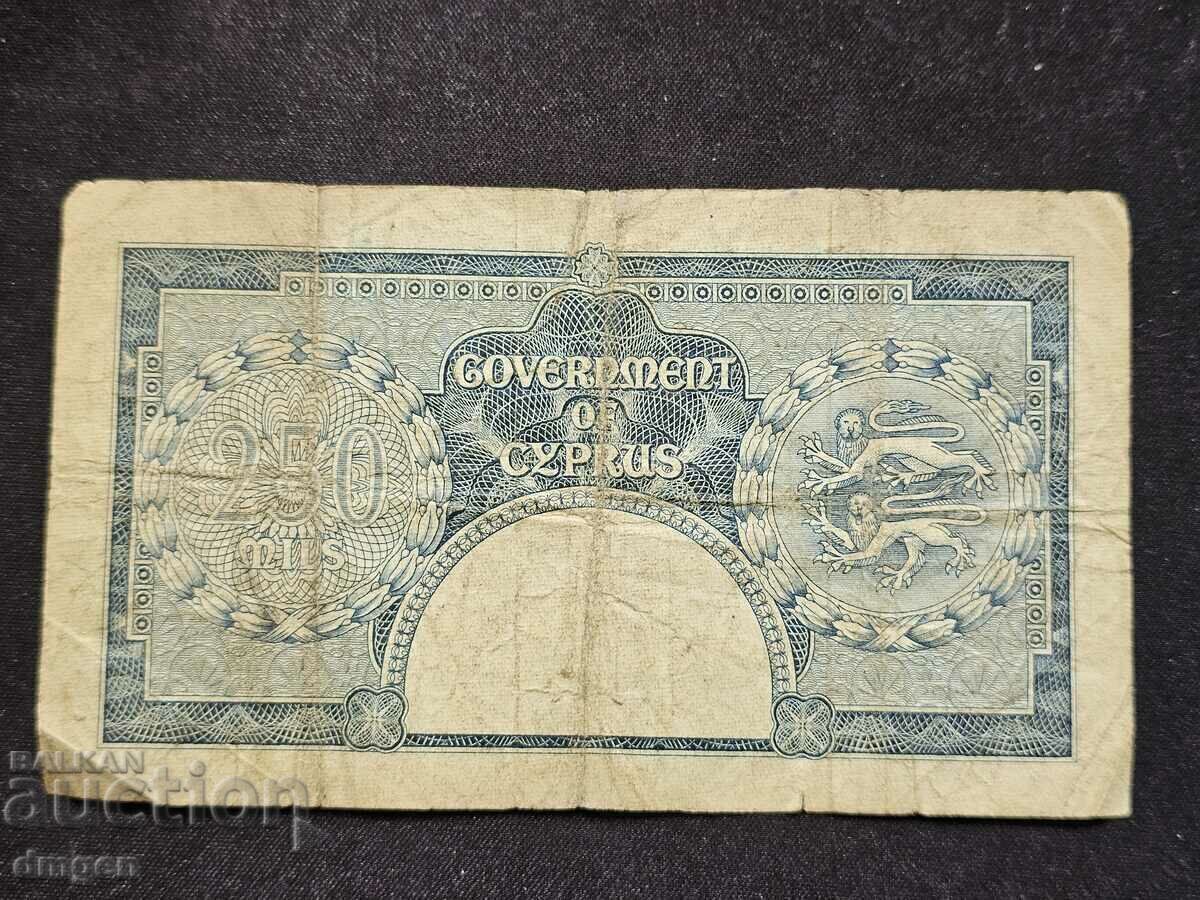 GOVERNMENT
OF
CYPRUS
250
MILS
BALKAN
auction
dmpen